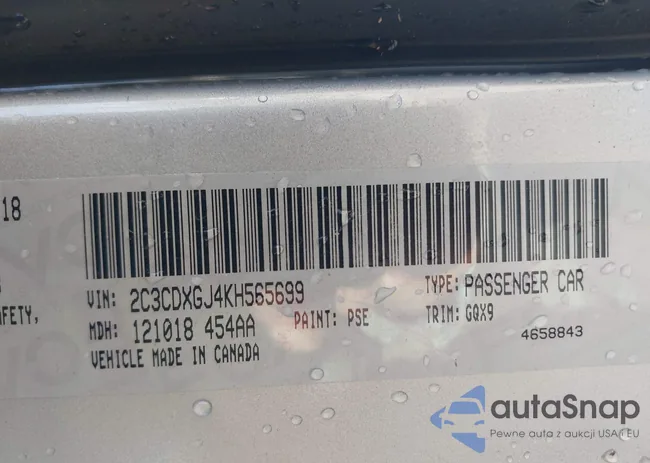 18
AFETY,
VIN: 2C3CDXGJ4KH565699
TYPE: PASSENGER CAR
MDH: 121018 454AA
PAINT: PSE
TRIM: GQX9
VEHICLE MADE IN CANADA
4658843
autaSnap
Pewne auta z aukcji USA i EU